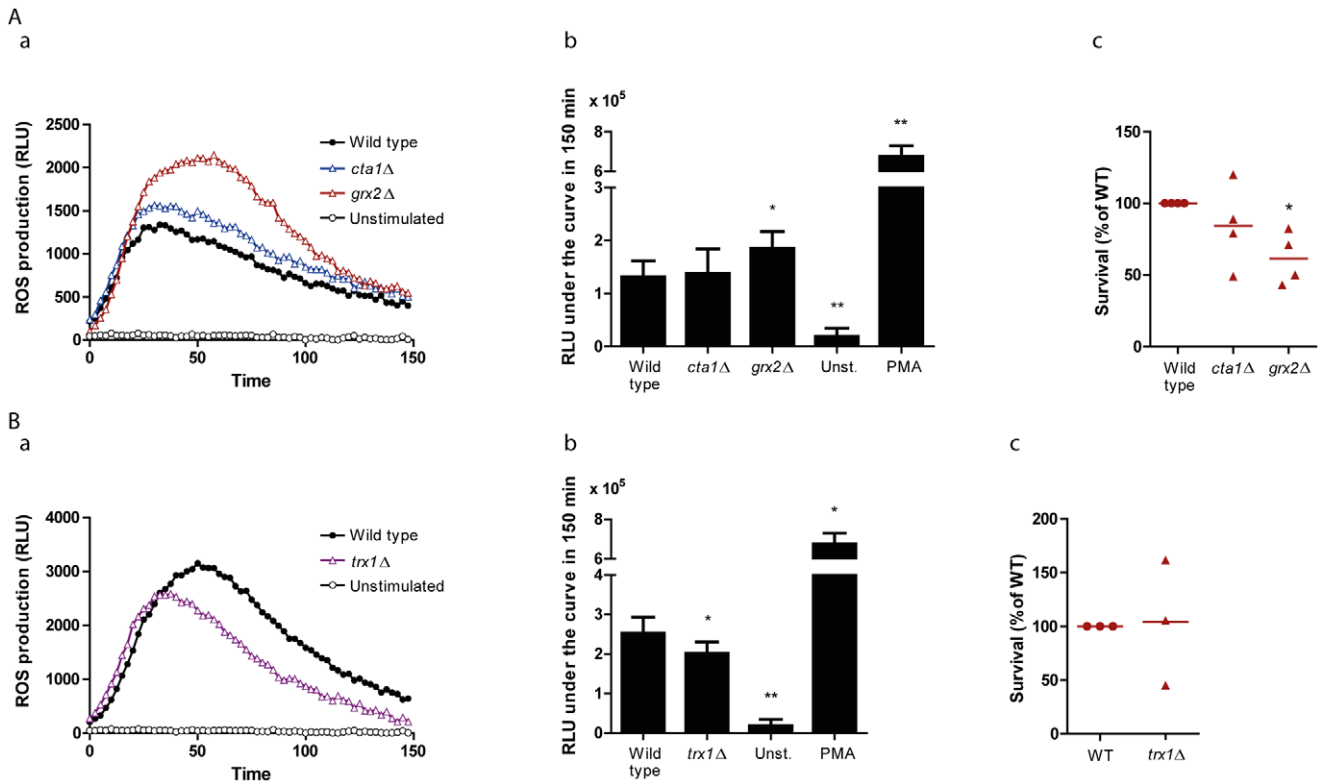 A
a
b
c
2500
2000
1500
1000
500
0
0
50
100
150
ROS production (RLU)
Time
Wild type
cta1Δ
grx2Δ
Unstimulated
x 10⁵
8
6
3
2
1
0
RLU under the curve in 150 min
*
**
**
Wild type
cta1Δ
grx2Δ
Unst.
PMA
150
100
50
0
Survival (%of WT)
*
Wild type
cta1Δ
grx2Δ
B
a
b
c
4000
3000
2000
1000
0
0
50
100
150
ROS production (RLU)
Time
Wild type
trx1Δ
Unstimulated
x 10⁵
8
6
4
3
2
1
0
RLU under the curve in 150 min
*
**
*
Wild type
trx1Δ
Unst.
PMA
200
150
100
50
0
Survival (%of WT)
WT
trx1Δ